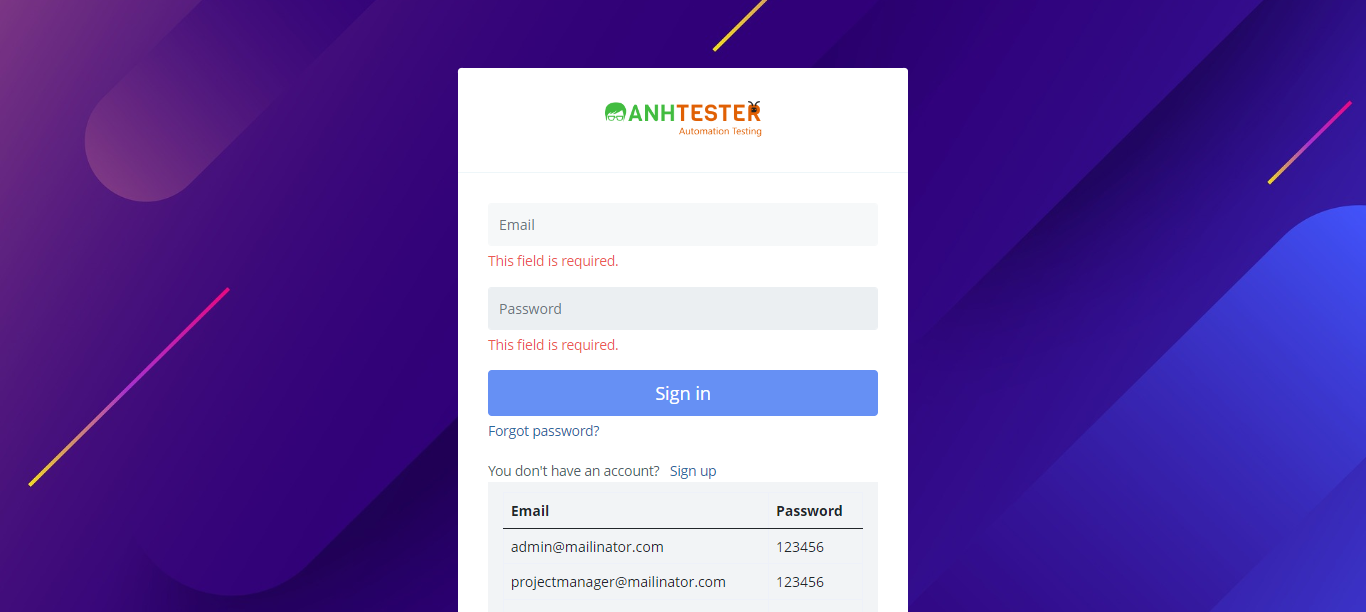 ANHTESTER
Automation Testing
Email
This field is required.
Password
This field is required.
Sign in
Forgot password?
You don't have an account? Sign up
Email Password
admin@mailinator.com 123456
projectmanager@mailinator.com 123456